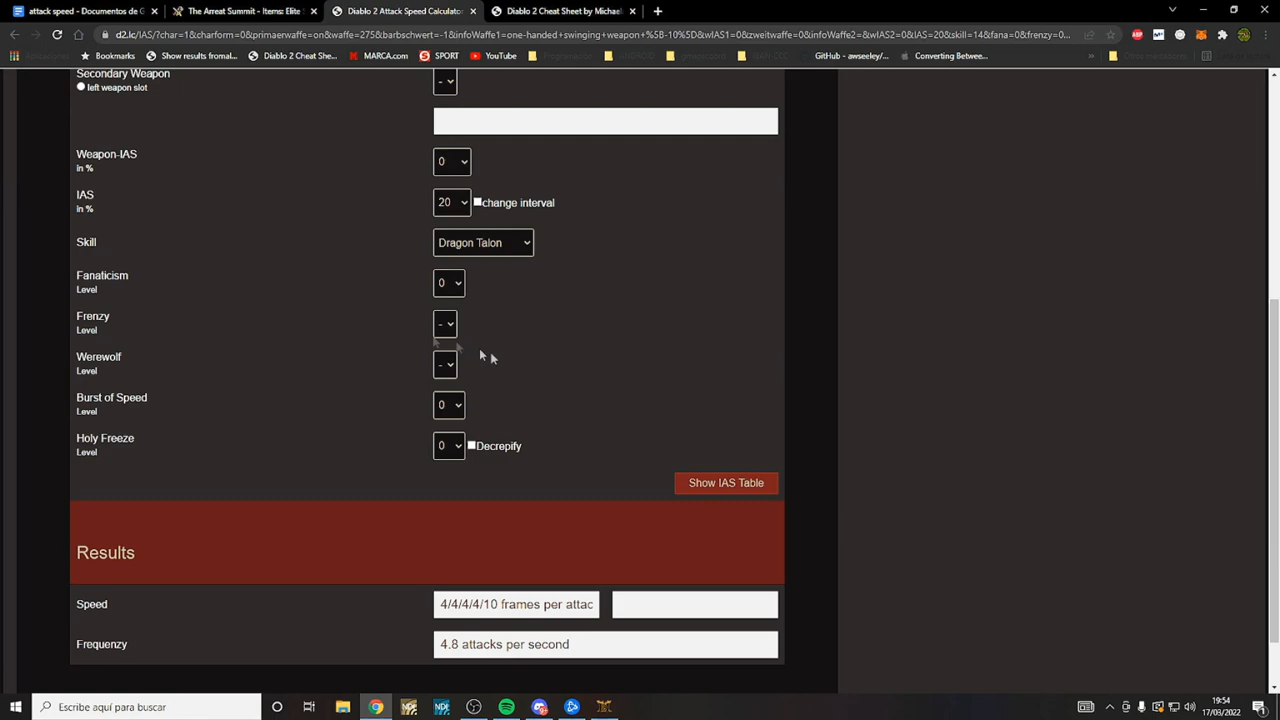 attack speed - Documentos de G
The Arreat Summit - Items: Elite
Diablo 2 Attack Speed Calculator
Diablo 2 Cheat Sheet by Michael
d2.lc/IAS/?char=1&charform=0&primaerwaffe=on&waffe=275&barbschwert=-1&infoWaffe1=one-handed+swinging+weapon+%5B-10%5D&wIAS1=0&zweitwaffe=on&infoWaffe2=&wIAS2=0&IAS=20&skill=14&fana=0&frenzy=0...
Aplicaciones
Bookmarks
Show results fromal...
Diablo 2 Cheat She...
MARCA.com
SPORT
YouTube
Programación
ANDROID
GitHub - awseeley/...
Converting Betwee...
»
Otros marcadores
Secondary Weapon
left weapon slot
-
Weapon-IAS
in %
0
IAS
in %
20
change interval
Skill
Dragon Talon
Fanaticism
Level
0
Frenzy
Level
-
Werewolf
Level
-
Burst of Speed
Level
0
Holy Freeze
Level
0
Decrepify
Show IAS Table
Results
Speed
4/4/4/4/10 frames per attac
Frequenzy
4.8 attacks per second
Escribe aquí para buscar
19:54
17/03/2022